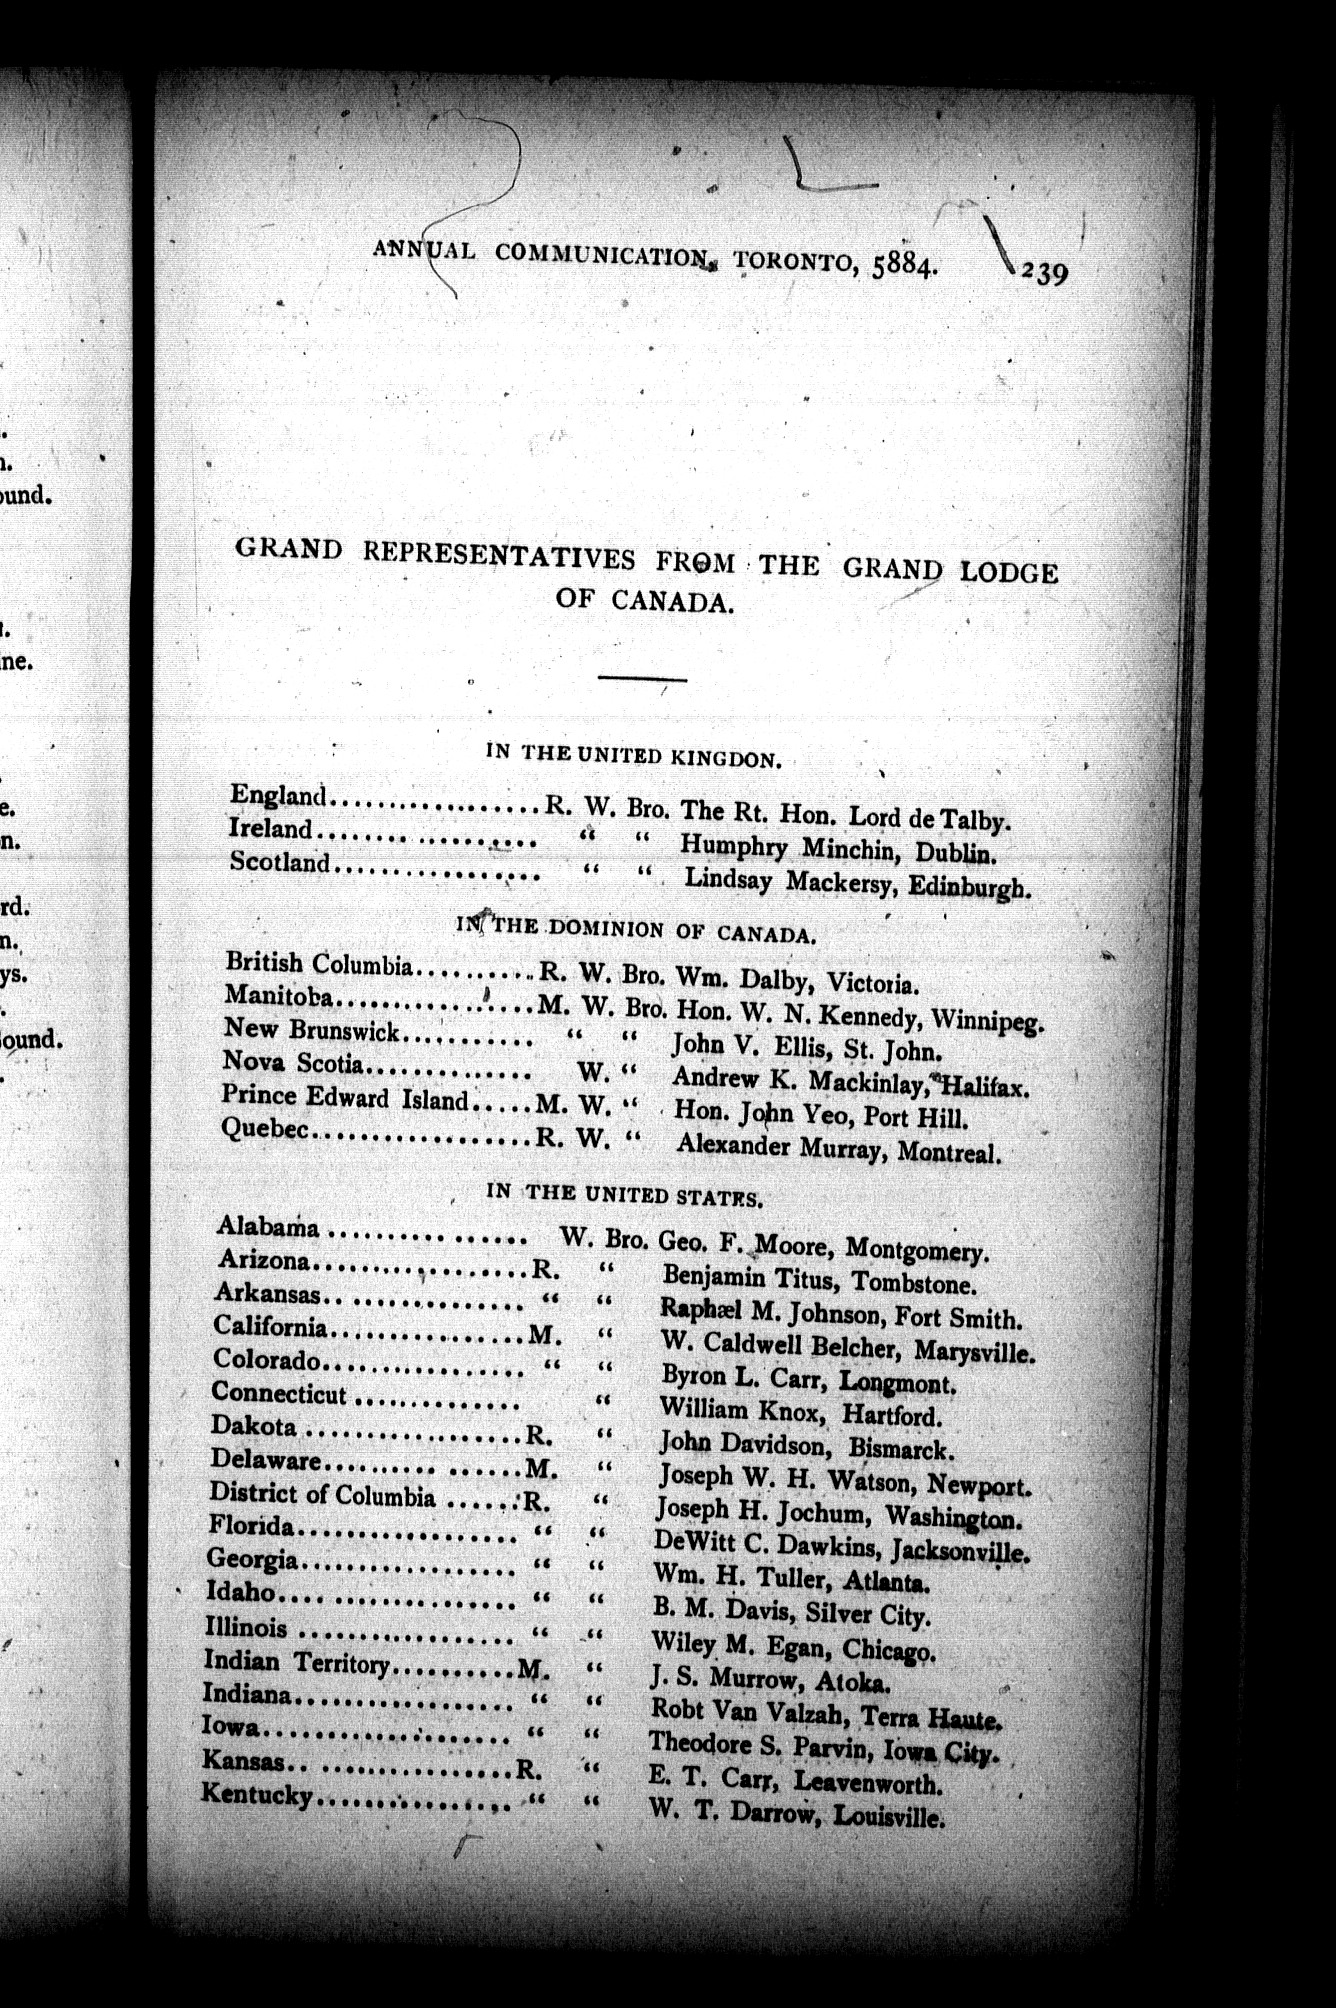 ANNUAL COMMUNICATION, TORONTO, 5884. 239
GRAND REPRESENTATIVES FROM THE GRAND LODGE
OF CANADA.
IN THE UNITED KINGDON.
England.................. R. W. Bro. The Rt. Hon. Lord de Talby.
Ireland.................. “ “ Humphry Minchin, Dublin.
Scotland................. “ “ Lindsay Mackersy, Edinburgh.
IN THE DOMINION OF CANADA.
British Columbia.......... R. W. Bro. Wm. Dalby, Victoria.
Manitoba................. M. W. Bro. Hon. W. N. Kennedy, Winnipeg.
New Brunswick........... “ “ John V. Ellis, St. John.
Nova Scotia.............. W. “ Andrew K. Mackinlay, Halifax.
Prince Edward Island..... M. W. “ Hon. John Yeo, Port Hill.
Quebec.................. R. W. “ Alexander Murray, Montreal.
IN THE UNITED STATES.
Alabama ................ W. Bro. Geo. F. Moore, Montgomery.
Arizona.................. R. “ Benjamin Titus, Tombstone.
Arkansas................. “ “ Raphæl M. Johnson, Fort Smith.
California................ M. “ W. Caldwell Belcher, Marysville.
Colorado................. “ “ Byron L. Carr, Longmont.
Connecticut .............. “ William Knox, Hartford.
Dakota .................. R. “ John Davidson, Bismarck.
Delaware................ M. “ Joseph W. H. Watson, Newport.
District of Columbia ...... R. “ Joseph H. Jochum, Washington.
Florida.................. “ “ DeWitt C. Dawkins, Jacksonville.
Georgia.................. “ “ Wm. H. Tuller, Atlanta.
Idaho................... “ “ B. M. Davis, Silver City.
Illinois .................. “ “ Wiley M. Egan, Chicago.
Indian Territory.......... M. “ J. S. Murrow, Atoka.
Indiana.................. “ “ Robt Van Valzah, Terra Haute.
Iowa.................... “ “ Theodore S. Parvin, Iowa City.
Kansas.................. R. “ E. T. Carr, Leavenworth.
Kentucky................ “ “ W. T. Darrow, Louisville.
n.
ound.
ne.
e.
n.
rd.
n.
ys.
ound.